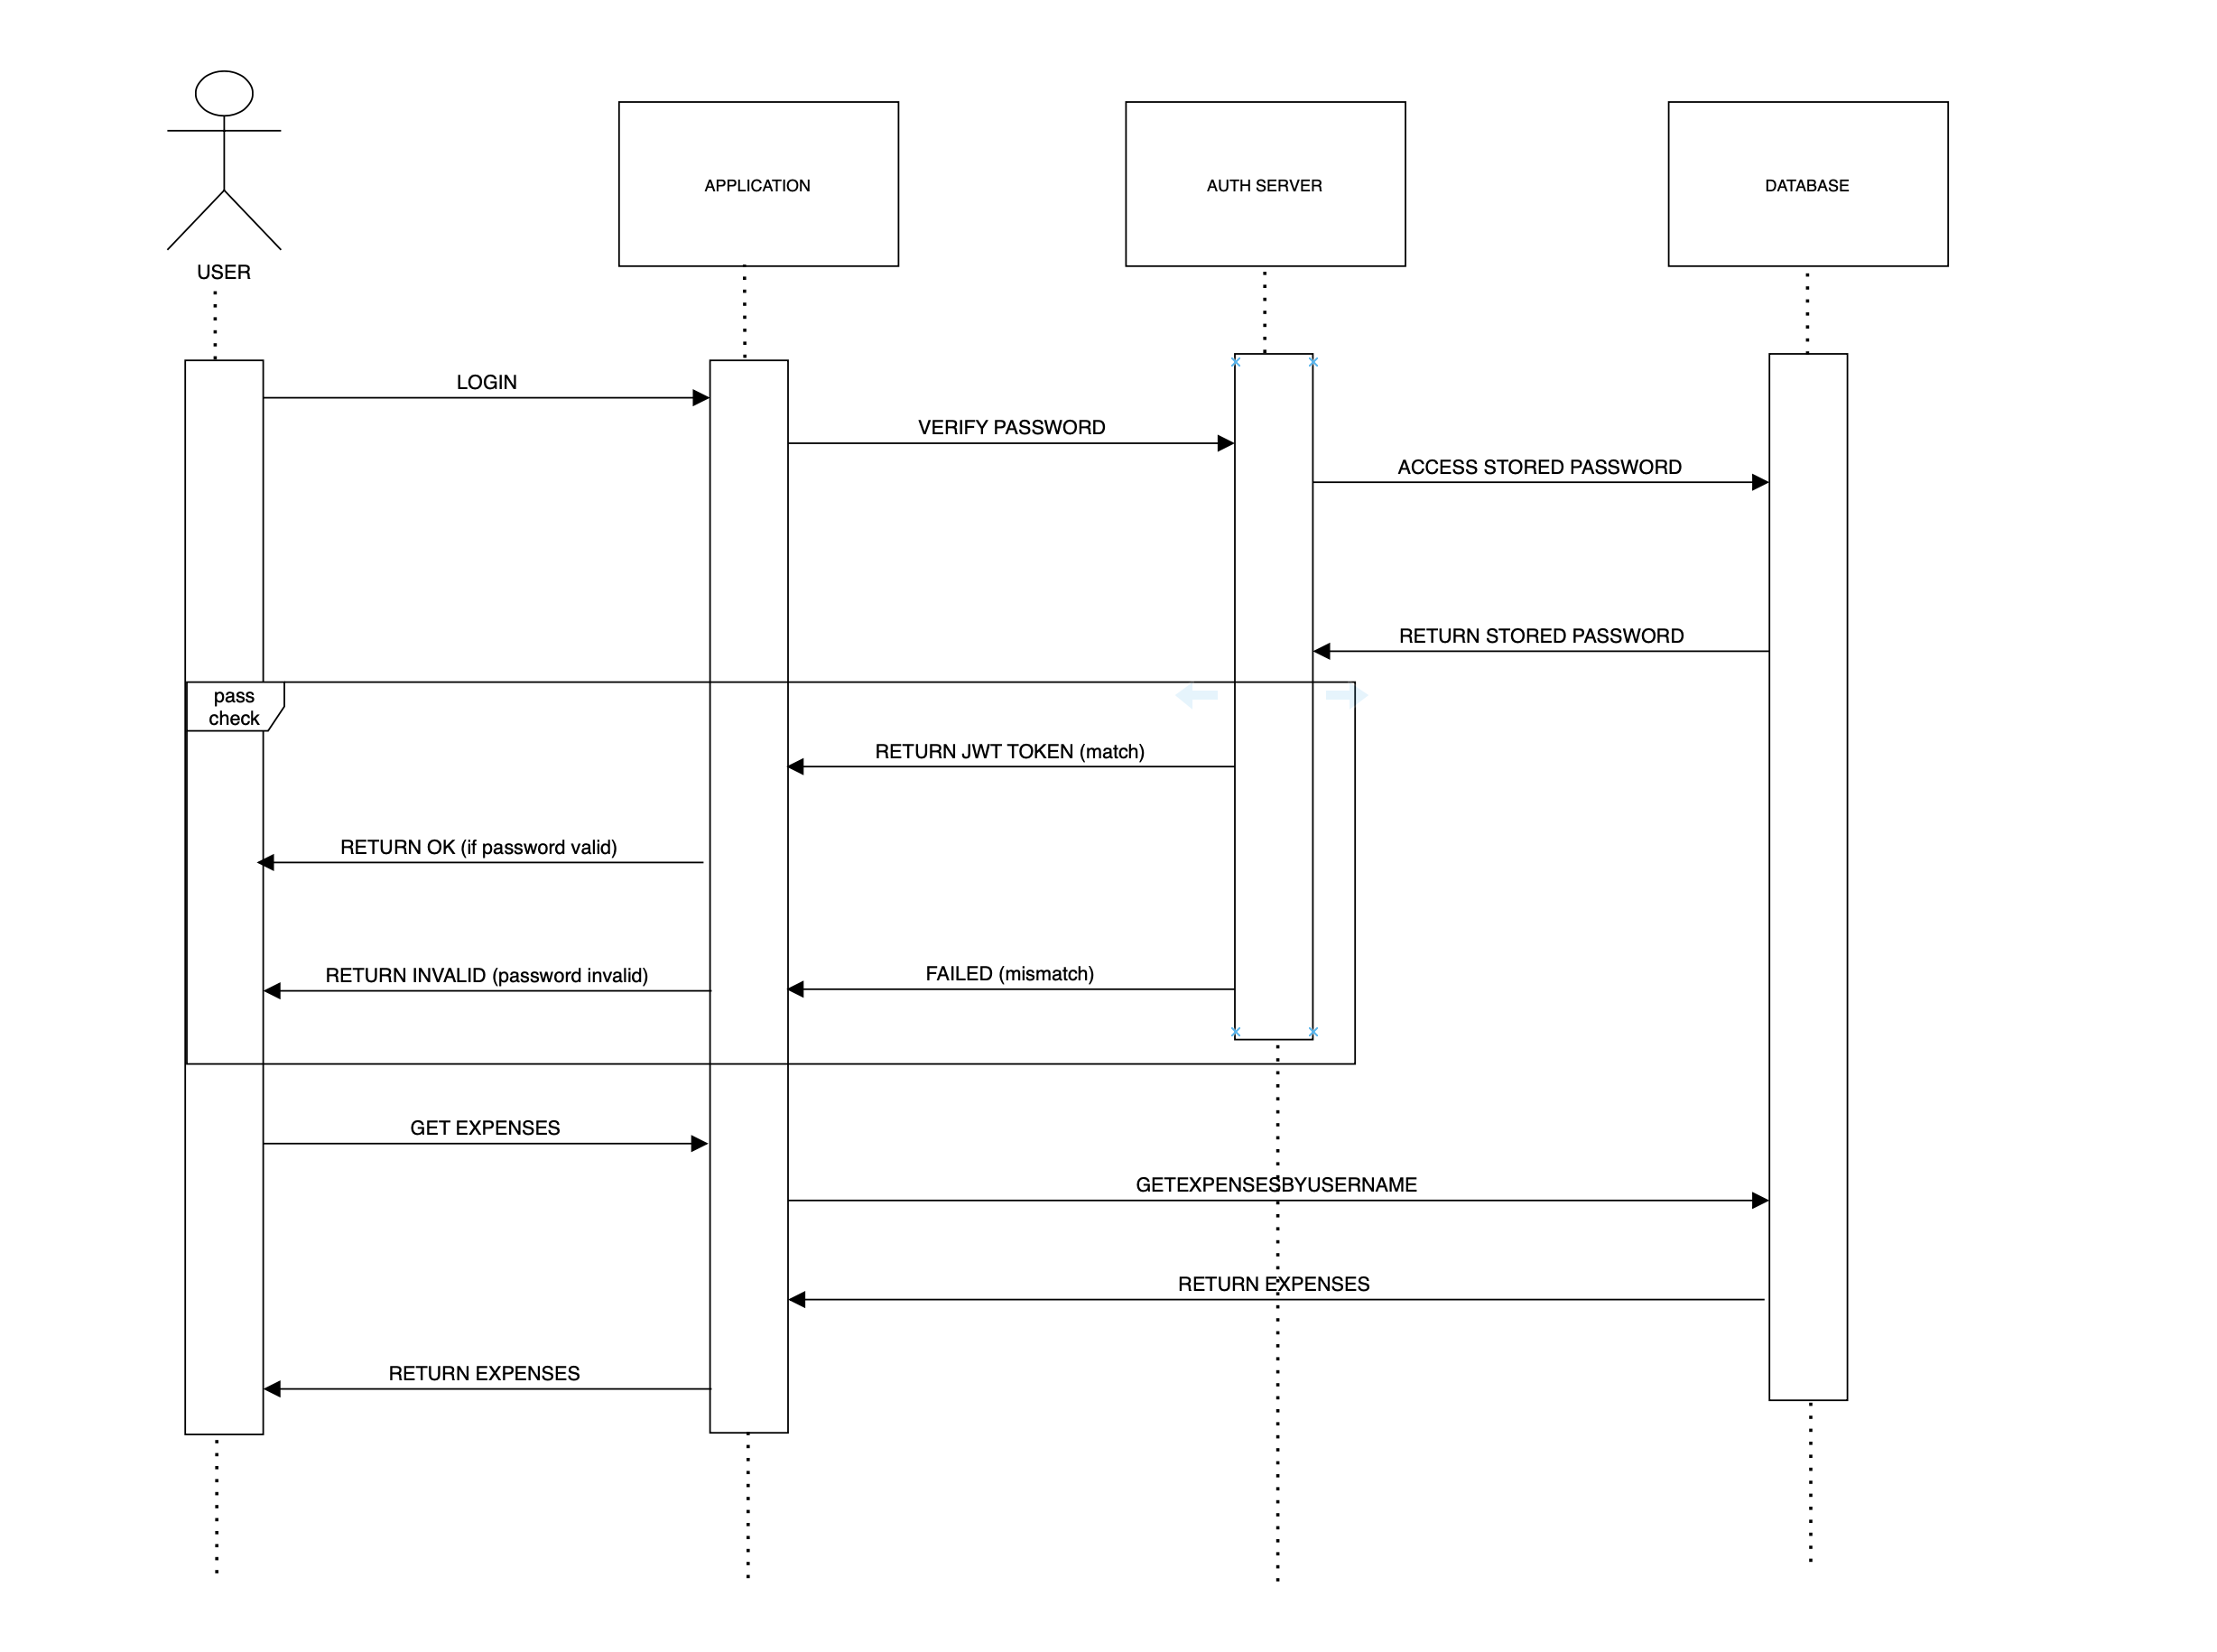 USER
APPLICATION
AUTH SERVER
DATABASE
LOGIN
VERIFY PASSWORD
ACCESS STORED PASSWORD
RETURN STORED PASSWORD
pass
check
RETURN JWT TOKEN (match)
RETURN OK (if password valid)
RETURN INVALID (password invalid)
FAILED (mismatch)
GET EXPENSES
GETEXPENSESBYUSERNAME
RETURN EXPENSES
RETURN EXPENSES